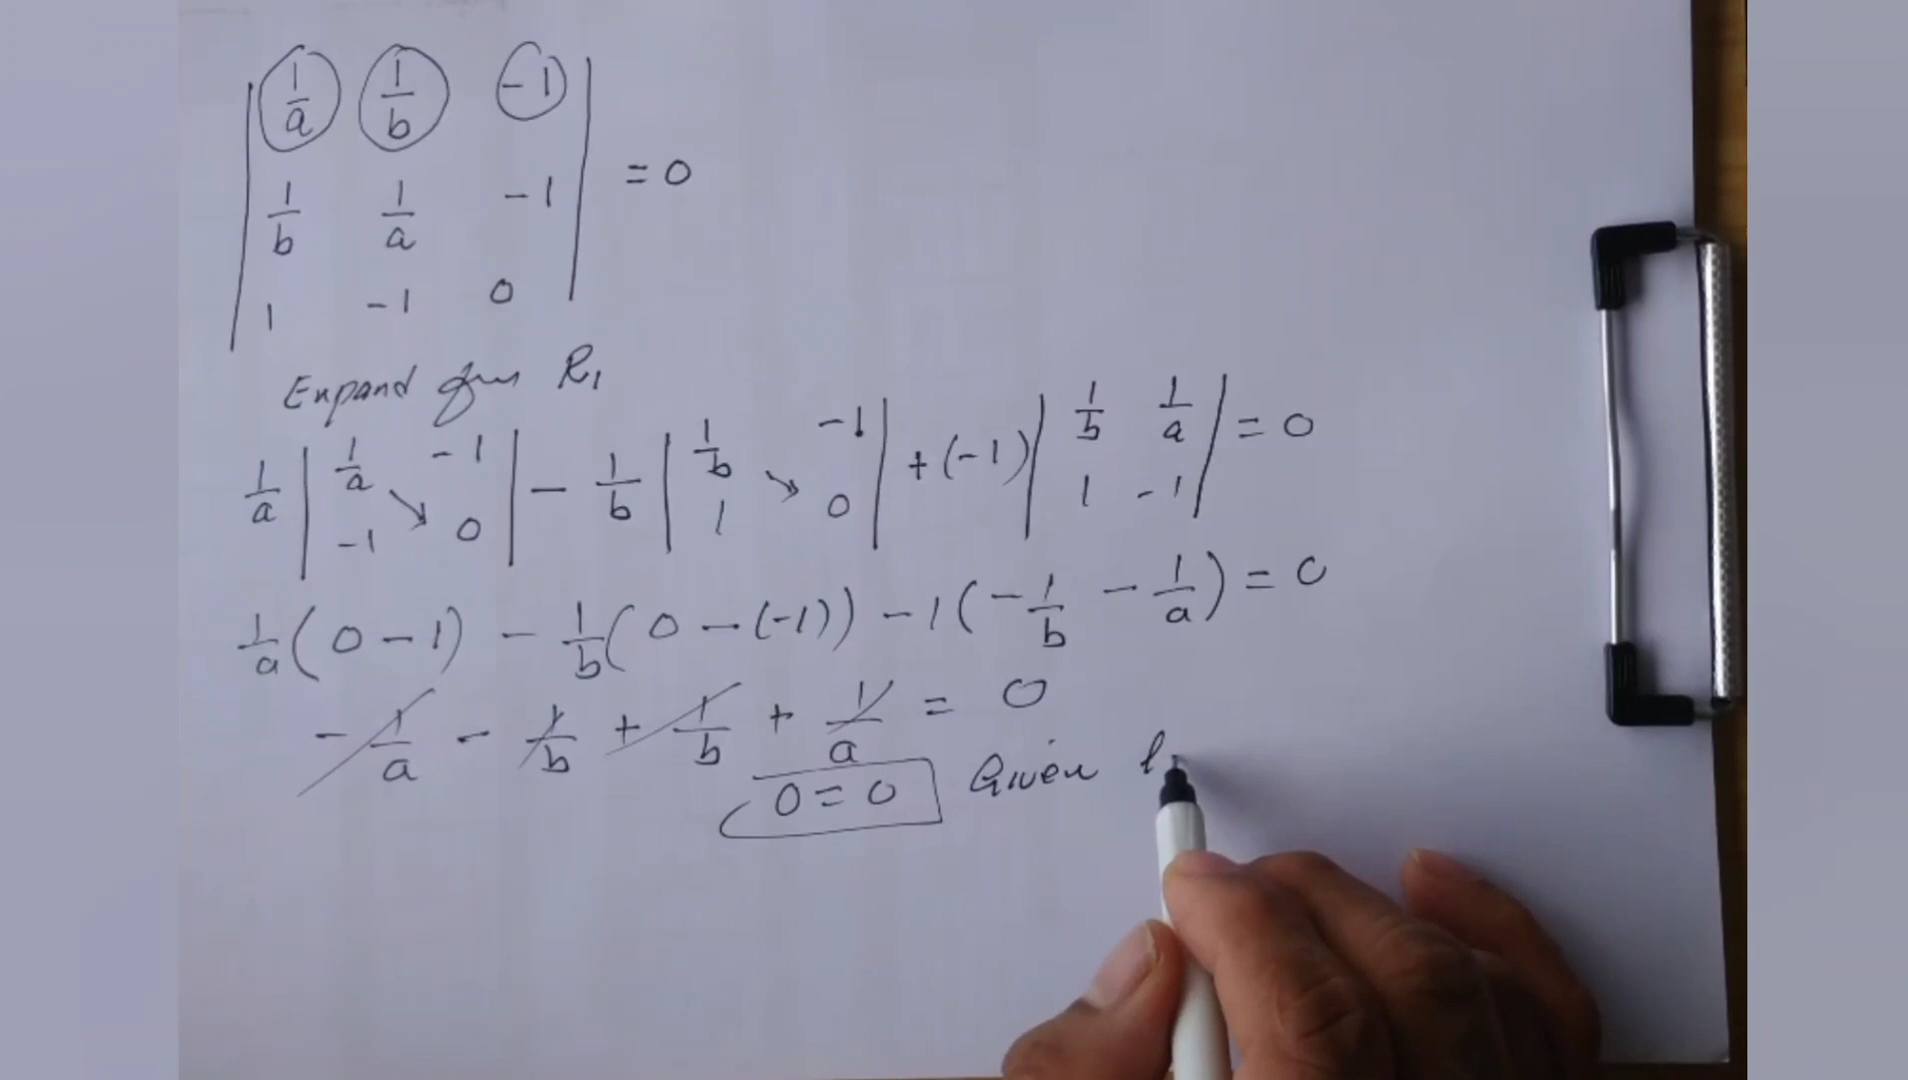 | 1/a 1/b -1 |
| 1/b 1/a -1 | = 0
| 1 -1 0 |
Expand from R₁
1/a | 1/a -1 ; -1 0 | - 1/b | 1/b -1 ; 1 0 | + (-1) | 1/b 1/a ; 1 -1 | = 0
1/a ( 0 - 1 ) - 1/b ( 0 - (-1) ) - 1 ( - 1/b - 1/a ) = 0
- 1/a - 1/b + 1/b + 1/a = 0
0 = 0 Given